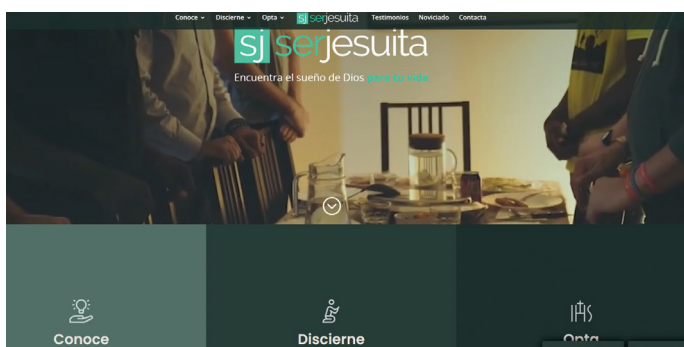 Conoce Discierne Opta sj serjesuita Testimonios Noviciado Contacta
sj serjesuita
Encuentra el sueño de Dios para tu vida
IHS
Conoce Discierne Opta